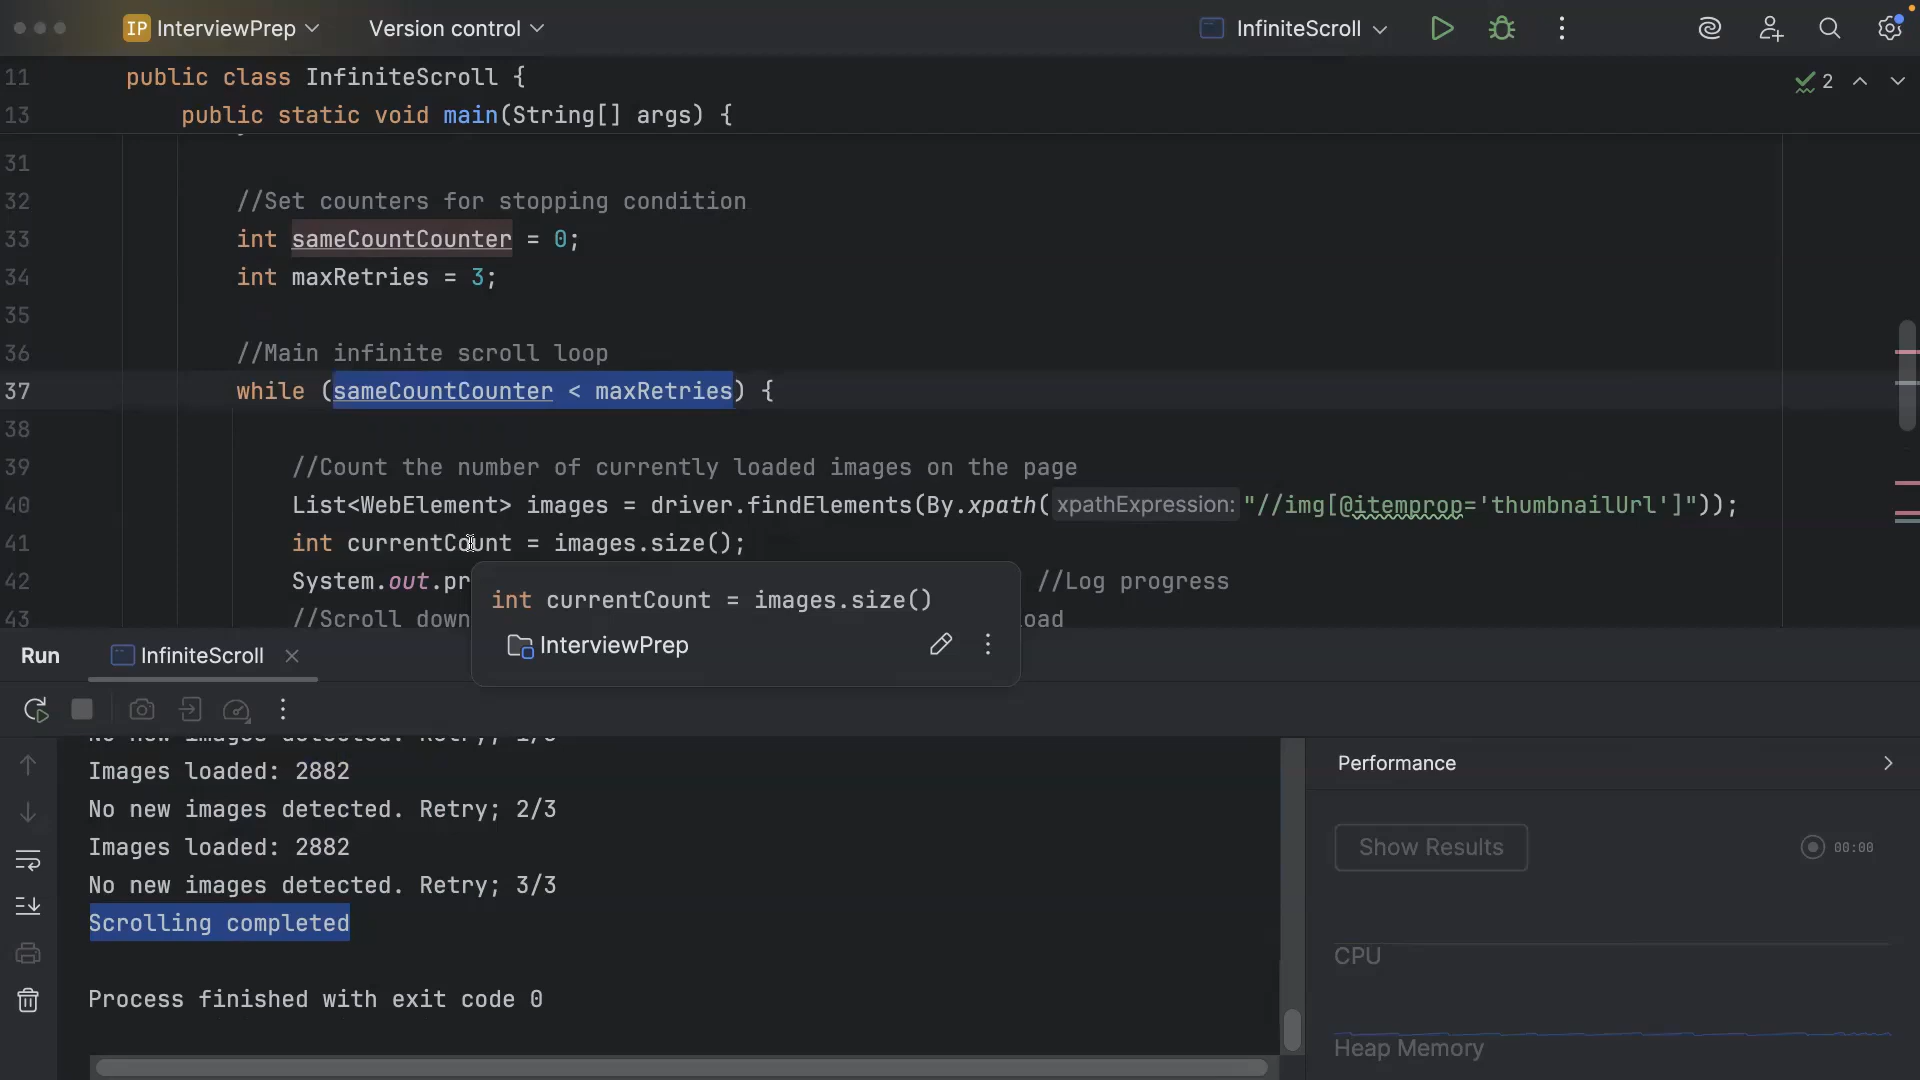 IP InterviewPrep
Version control
InfiniteScroll
11 public class InfiniteScroll {
2
13 public static void main(String[] args) {
31
32 //Set counters for stopping condition
33 int sameCountCounter = 0;
34 int maxRetries = 3;
35
36 //Main infinite scroll loop
37 while (sameCountCounter < maxRetries) {
38
39 //Count the number of currently loaded images on the page
40 List<WebElement> images = driver.findElements(By.xpath( xpathExpression: "//img[@itemprop='thumbnailUrl']"));
41 int currentCount = images.size();
42 System.out.pr //Log progress
43 //Scroll down oad
int currentCount = images.size()
InterviewPrep
Run
InfiniteScroll
Images loaded: 2882
No new images detected. Retry; 2/3
Images loaded: 2882
No new images detected. Retry; 3/3
Scrolling completed
Process finished with exit code 0
Performance
Show Results
00:00
CPU
Heap Memory